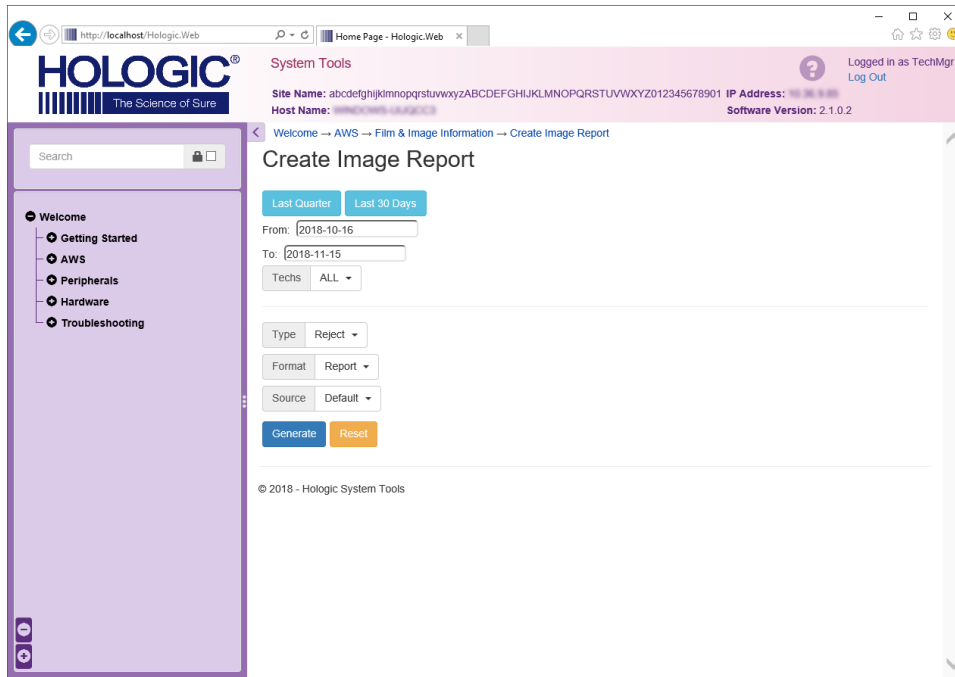 http://localhost/Hologic.Web
Home Page - Hologic.Web
HOLOGIC®
The Science of Sure
System Tools
Logged in as TechMgr
Log Out
Site Name: abcdefghijklmnopqrstuvwxyzABCDEFGHIJKLMNOPQRSTUVWXYZ012345678901 IP Address:
Host Name:
Software Version: 2.1.0.2
Search
Welcome
Getting Started
AWS
Peripherals
Hardware
Troubleshooting
Welcome → AWS → Film & Image Information → Create Image Report
Create Image Report
Last Quarter Last 30 Days
From: 2018-10-16
To: 2018-11-15
Techs ALL
Type Reject
Format Report
Source Default
Generate Reset
© 2018 - Hologic System Tools